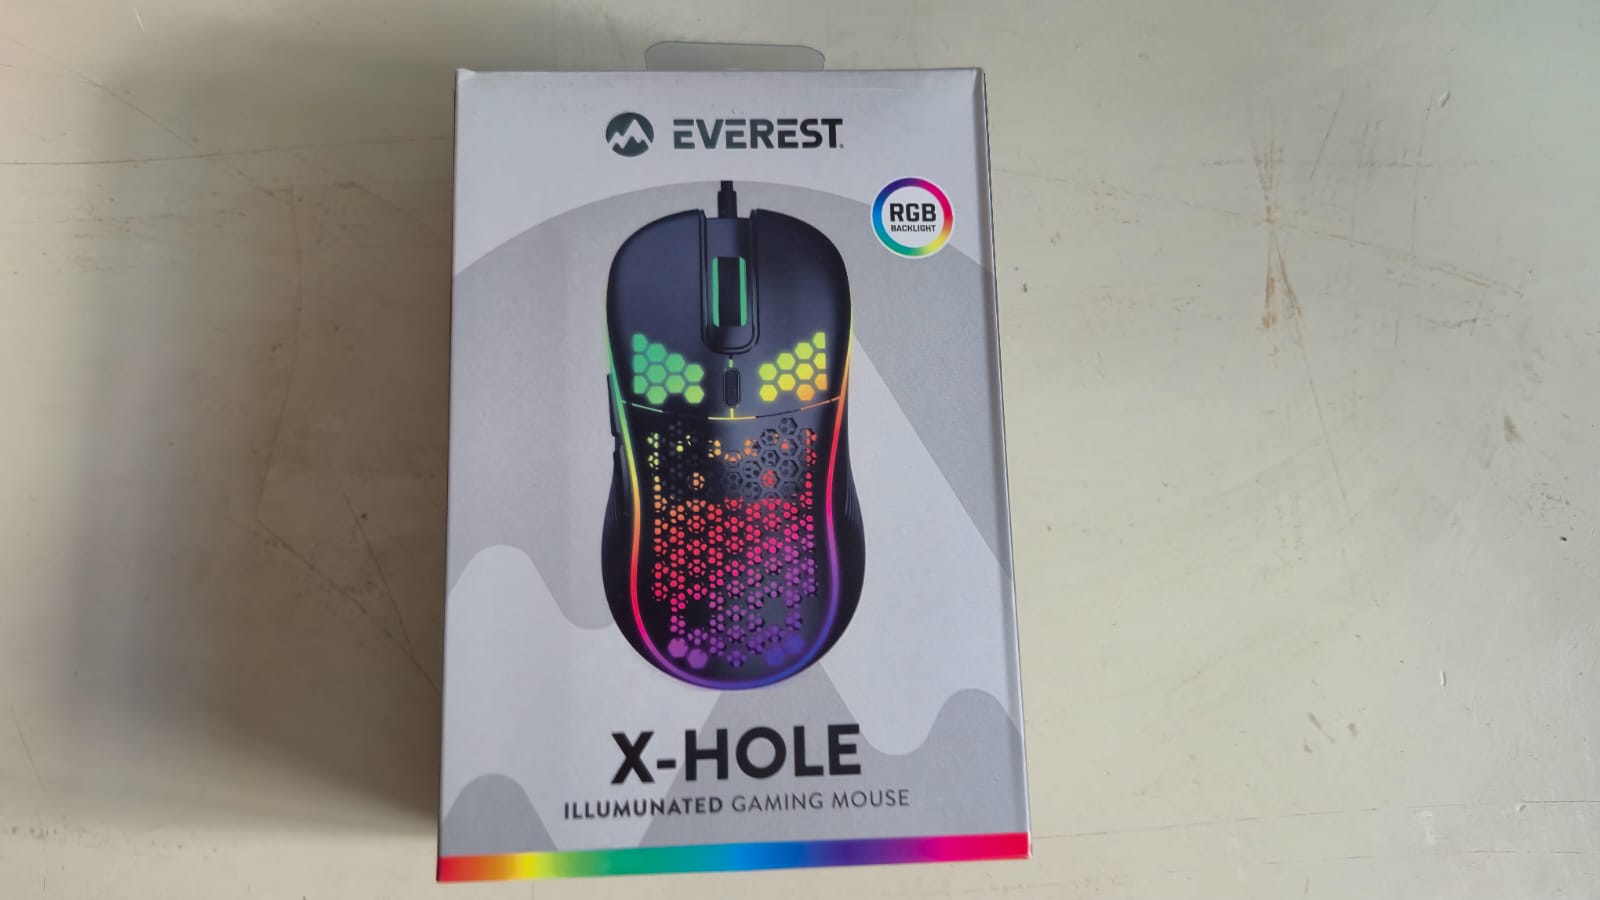 EVEREST
RGB
BACKLIGHT
X-HOLE
ILLUMUNATED GAMING MOUSE